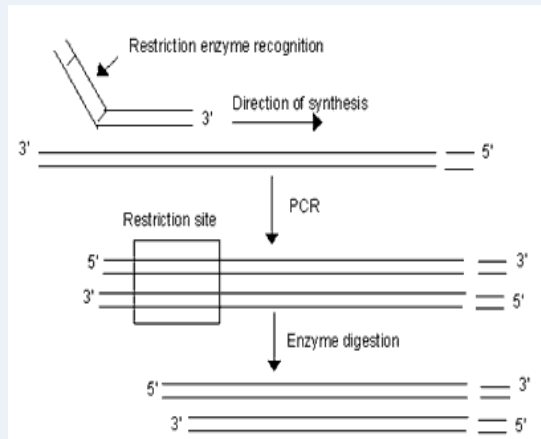 Restriction enzyme recognition
3' Direction of synthesis
3' 5'
PCR
Restriction site
5' 3'
3' 5'
Enzyme digestion
5' 3'
3' 5'